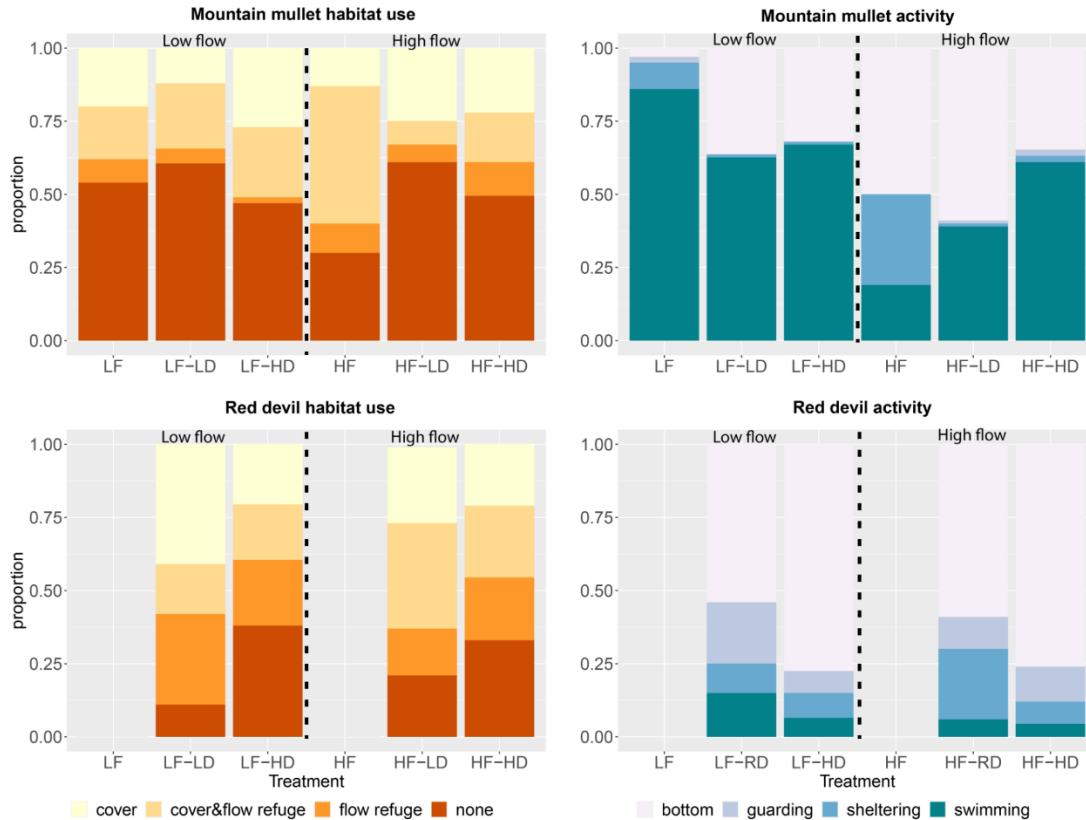 Mountain mullet habitat use
Low flow
High flow
proportion
1.00
0.75
0.50
0.25
0.00
LF
LF-LD
LF-HD
HF
HF-LD
HF-HD
Mountain mullet activity
Low flow
High flow
1.00
0.75
0.50
0.25
0.00
LF
LF-LD
LF-HD
HF
HF-LD
HF-HD
Red devil habitat use
Low flow
High flow
proportion
1.00
0.75
0.50
0.25
0.00
LF
LF-LD
LF-HD
HF
HF-LD
HF-HD
Treatment
cover
cover&flow refuge
flow refuge
none
Red devil activity
Low flow
High flow
1.00
0.75
0.50
0.25
0.00
LF
LF-RD
LF-HD
HF
HF-RD
HF-HD
Treatment
bottom
guarding
sheltering
swimming